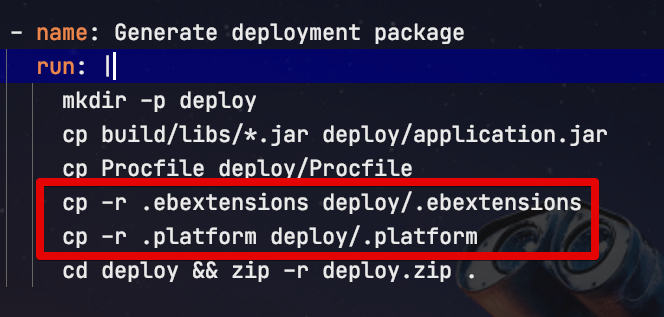 - name: Generate deployment package
run: |
mkdir -p deploy
cp build/libs/*.jar deploy/application.jar
cp Procfile deploy/Procfile
cp -r .ebextensions deploy/.ebextensions
cp -r .platform deploy/.platform
cd deploy && zip -r deploy.zip .